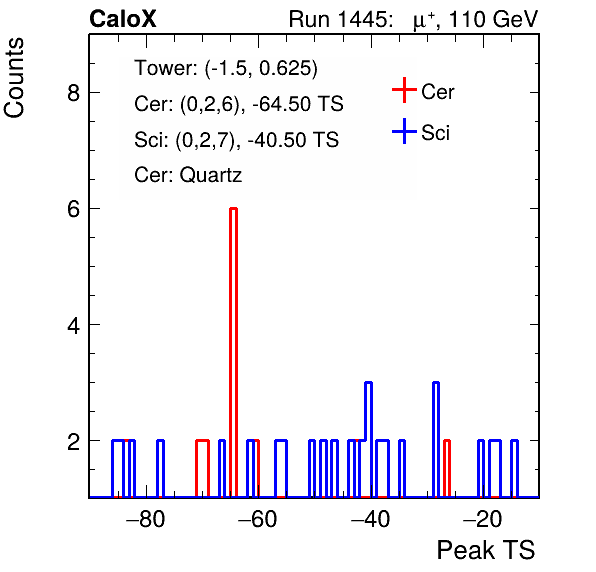 CaloX Run 1445: μ⁺, 110 GeV
Counts
Tower: (-1.5, 0.625)
Cer: (0,2,6), -64.50 TS
Sci: (0,2,7), -40.50 TS
Cer: Quartz
Cer
Sci
8
6
4
2
−80 −60 −40 −20
Peak TS